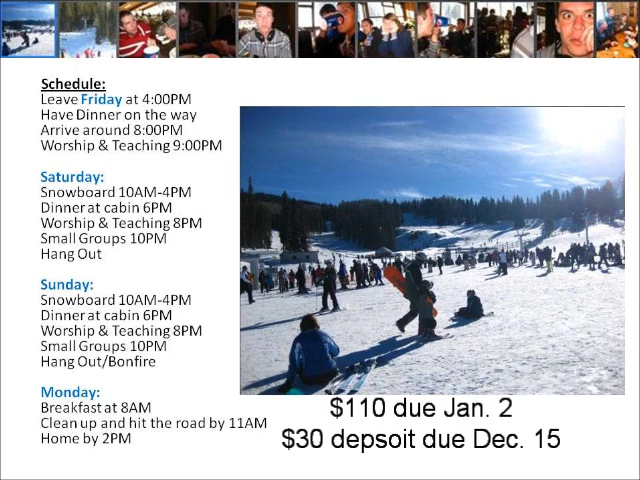 Schedule:
Leave Friday at 4:00PM
Have Dinner on the way
Arrive around 8:00PM
Worship & Teaching 9:00PM
Saturday:
Snowboard 10AM-4PM
Dinner at cabin 6PM
Worship & Teaching 8PM
Small Groups 10PM
Hang Out
Sunday:
Snowboard 10AM-4PM
Dinner at cabin 6PM
Worship & Teaching 8PM
Small Groups 10PM
Hang Out/Bonfire
Monday:
Breakfast at 8AM
Clean up and hit the road by 11AM
Home by 2PM
$110 due Jan. 2
$30 depsoit due Dec. 15